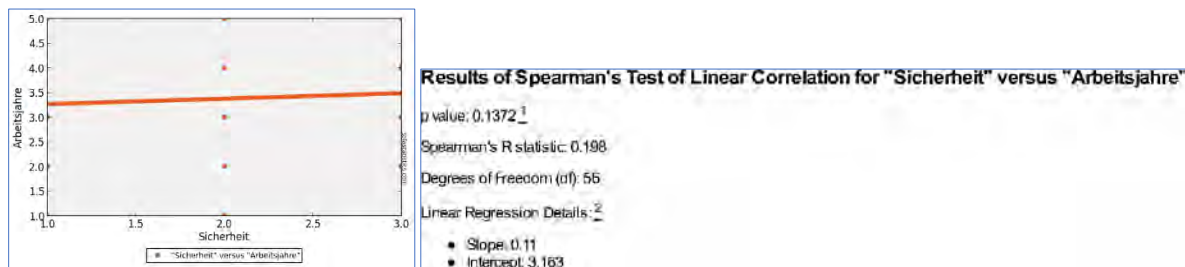 5.0
4.5
4.0
3.5
3.0
2.5
2.0
1.5
1.0
Arbeitsjahre
1.0 1.5 2.0 2.5 3.0
Sicherheit
"Sicherheit" versus "Arbeitsjahre"
Results of Spearman's Test of Linear Correlation for "Sicherheit" versus "Arbeitsjahre"
p value: 0.1372 1
Spearman's R statistic: 0.198
Degrees of Freedom (df): 56
Linear Regression Details: 2
• Slope: 0.11
• Intercept: 3.163